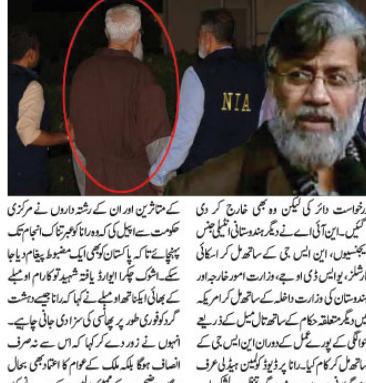 NIA
درخواست دائر کی لیکن وہ بھی خارج کر دی
گئیں۔ این آئی اے نے دیگر ہندوستانی انٹیلی جنس
ایجنسیوں، این ایس جی کے ساتھ مل کر اسکائی
مارشلز، یو ایس ڈی او جے، وزارت امور خارجہ اور
ہندوستان کی وزارت داخلہ کے ساتھ مل کر امریکہ
میں دیگر متعلقہ حکام کے ساتھ تال میل کے ذریعے
حوالگی کے پورے عمل کے دوران این ایس جی کے
ساتھ مل کر کام کیا۔ رانا پر ڈیوڈ کولمین ہیڈلی عرف
کے متاثرین اور ان کے رشتہ داروں نے مرکزی
حکومت سے اپیل کی کہ وہ رانا کو عبرتناک انجام تک
پہنچائے تا کہ پاکستان کو بھی ایک مضبوط پیغام دیا جا
سکے۔ اشوک چکرا ایوارڈ یافتہ شہید تو کا رام اومبلے
کے بھائی ایکناتھ اومبلے نے کہا کہ رانا جیسے دہشت
گرد کو فوری طور پر پھانسی کی سزا دی جانی چاہیے۔
انہوں نے زور دے کر کہا کہ اس سے نہ صرف
انصاف ہوگا بلکہ ملک کے عوام کا اعتماد بھی بحال